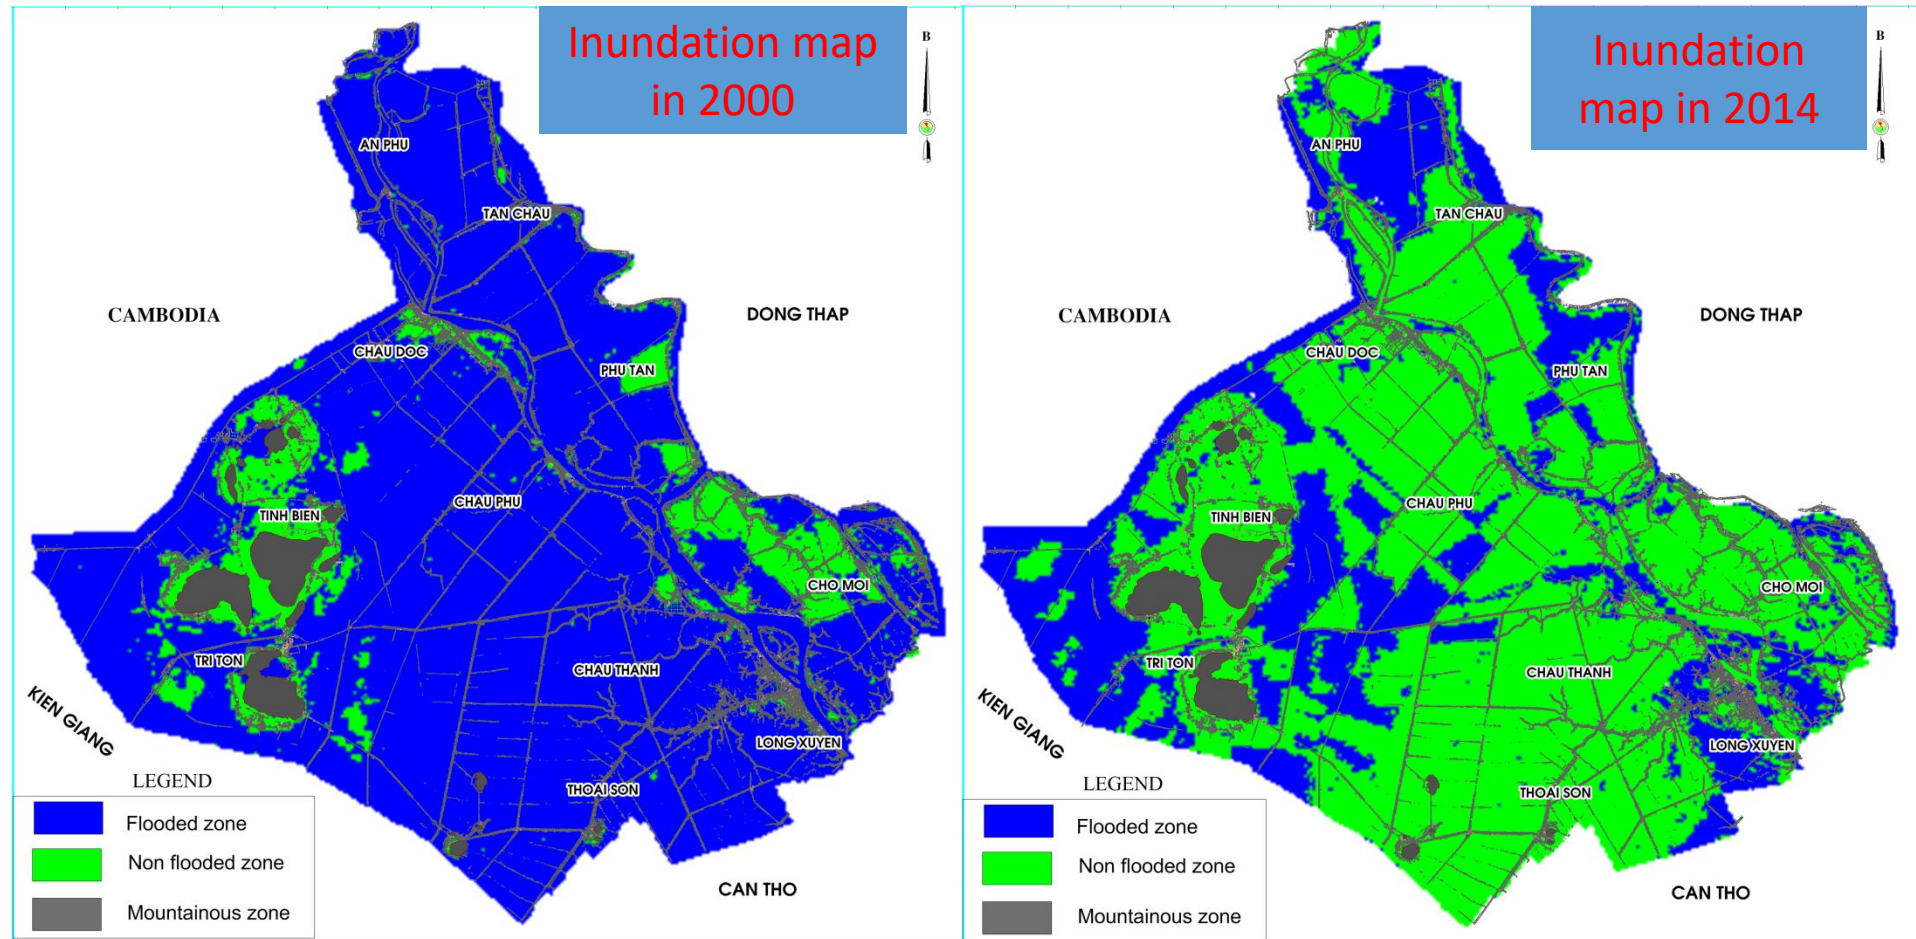 Inundation map
in 2000
B
AN PHU
TAN CHAU
CAMBODIA
DONG THAP
CHAU DOC
PHU TAN
CHAU PHU
TINH BIEN
CHO MOI
TRI TON
CHAU THANH
KIEN GIANG
LONG XUYEN
THOAI SON
CAN THO
LEGEND
Flooded zone
Non flooded zone
Mountainous zone
Inundation
map in 2014
B
AN PHU
TAN CHAU
CAMBODIA
DONG THAP
CHAU DOC
PHU TAN
CHAU PHU
TINH BIEN
CHO MOI
TRI TON
CHAU THANH
KIEN GIANG
LONG XUYEN
THOAI SON
CAN THO
LEGEND
Flooded zone
Non flooded zone
Mountainous zone